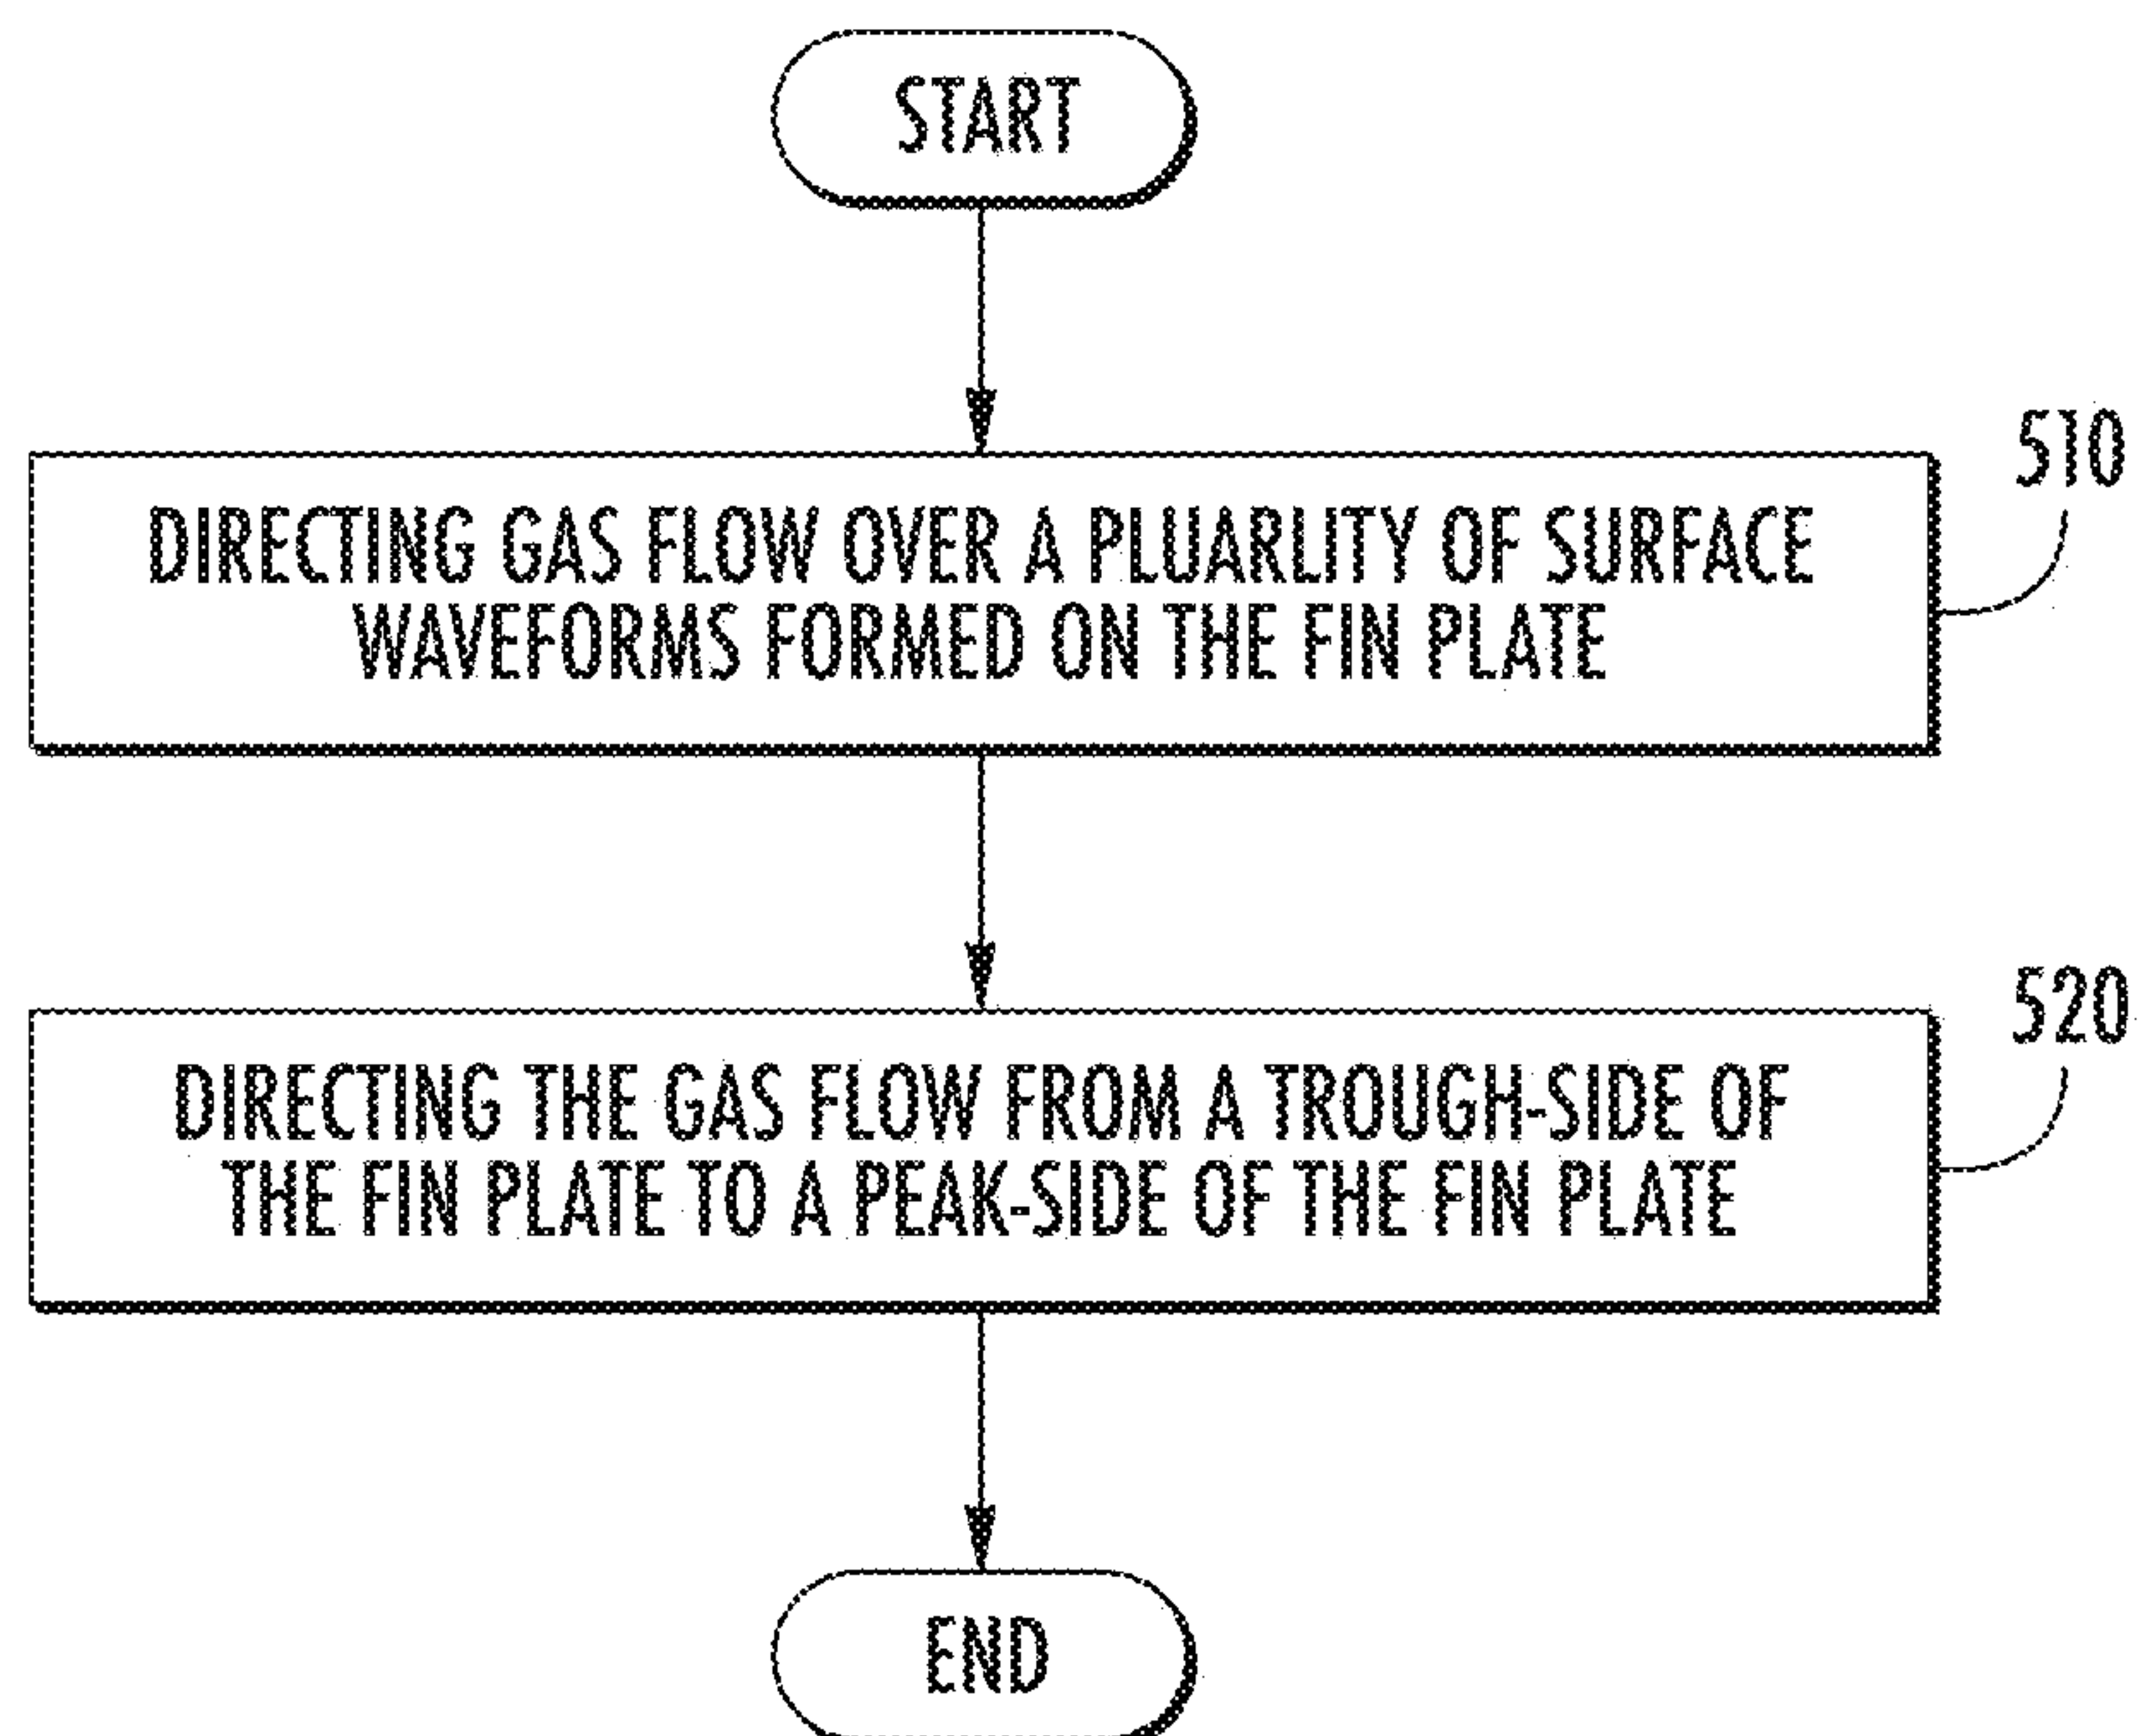 START
510
DIRECTING GAS FLOW OVER A PLUARLITY OF SURFACE
WAVEFORMS FORMED ON THE FIN PLATE
520
DIRECTING THE GAS FLOW FROM A TROUGH-SIDE OF
THE FIN PLATE TO A PEAK-SIDE OF THE FIN PLATE
END